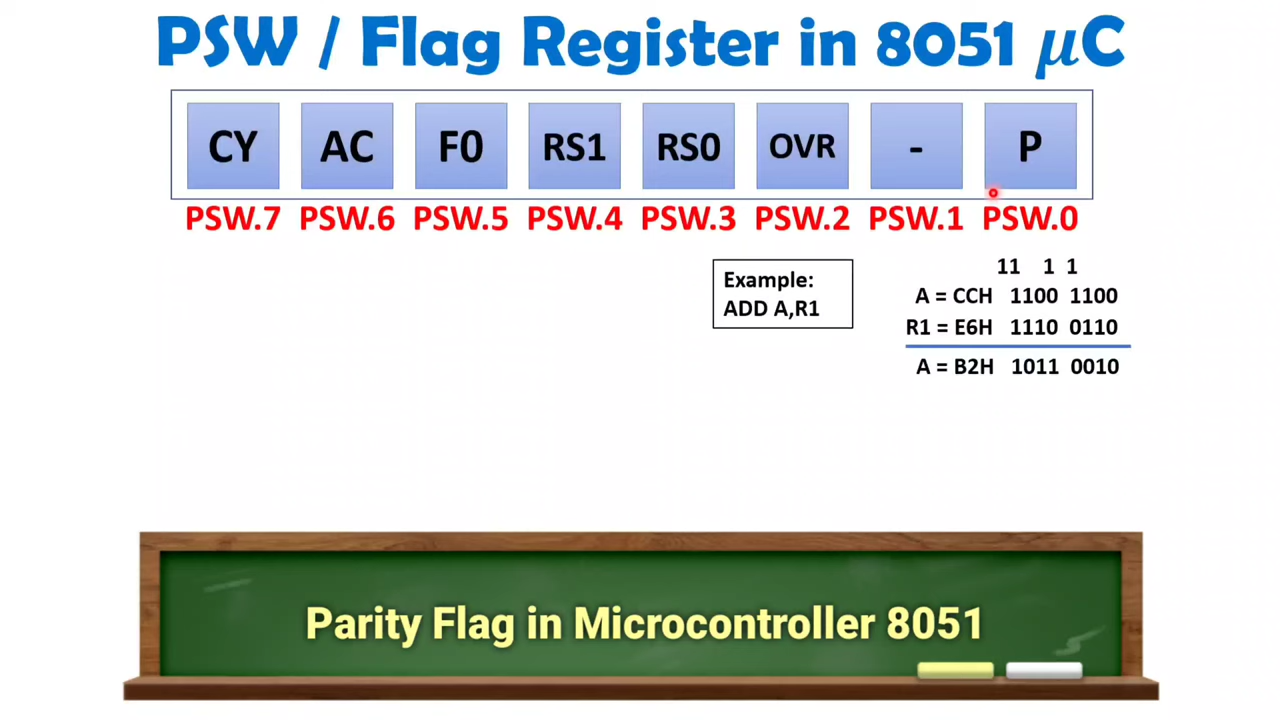 PSW / Flag Register in 8051 μC
CY AC F0 RS1 RS0 OVR - P
PSW.7 PSW.6 PSW.5 PSW.4 PSW.3 PSW.2 PSW.1 PSW.0
Example:
ADD A,R1
11 1 1
A = CCH 1100 1100
R1 = E6H 1110 0110
A = B2H 1011 0010
Parity Flag in Microcontroller 8051